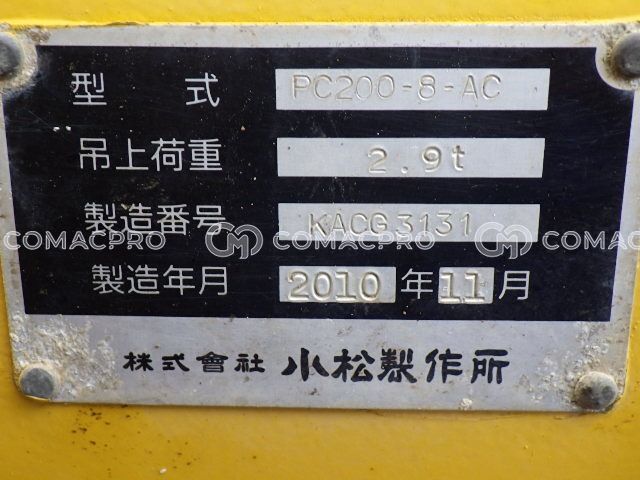 型式 PC200-8-AC
吊上荷重 2.9t
製造番号 KACG3131
COMACPRO COMACPRO COMACPRO
製造年月 2010年11月
株式會社 小松製作所